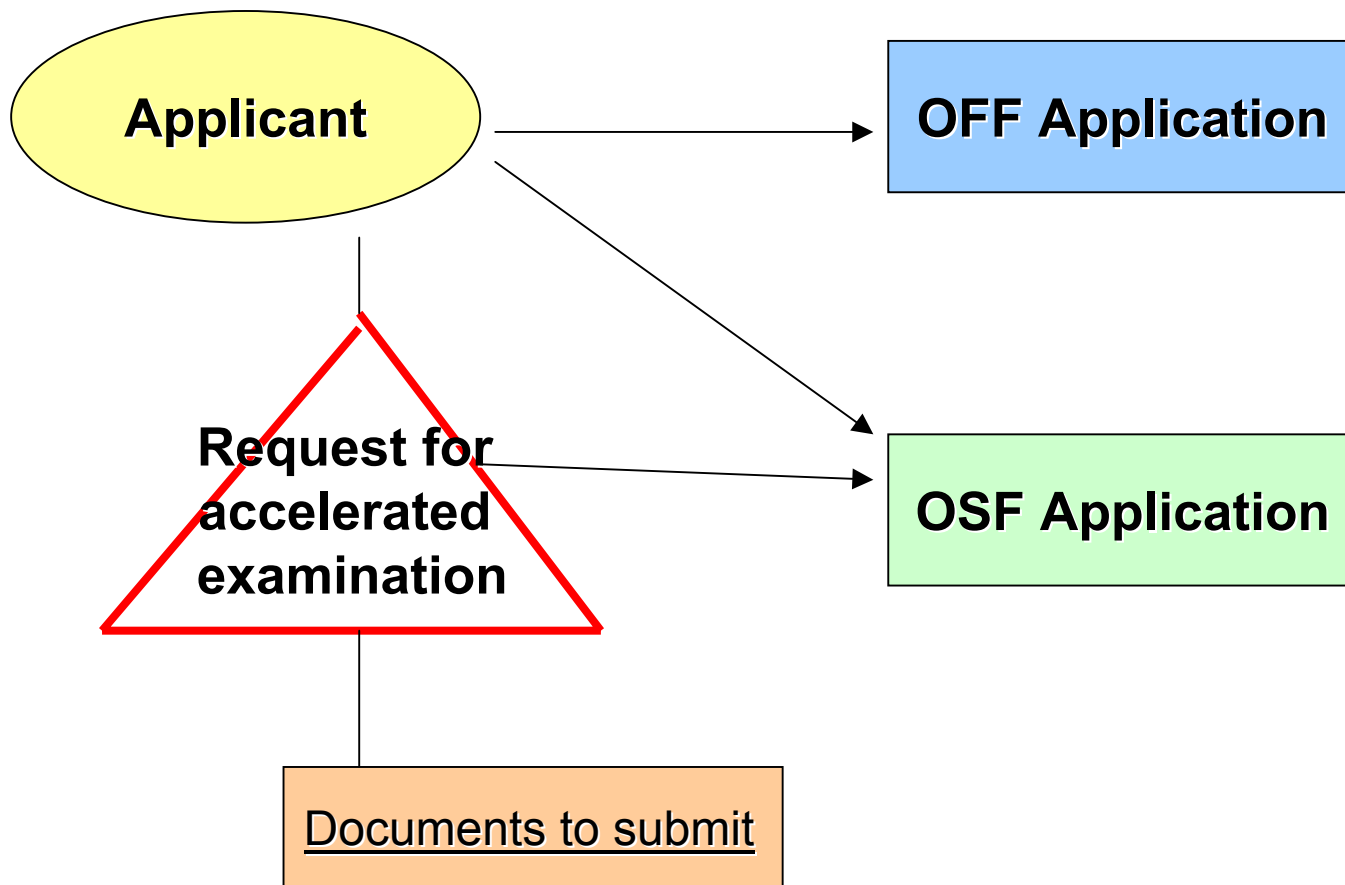 Applicant
OFF Application
Request for
accelerated
examination
OSF Application
Documents to submit